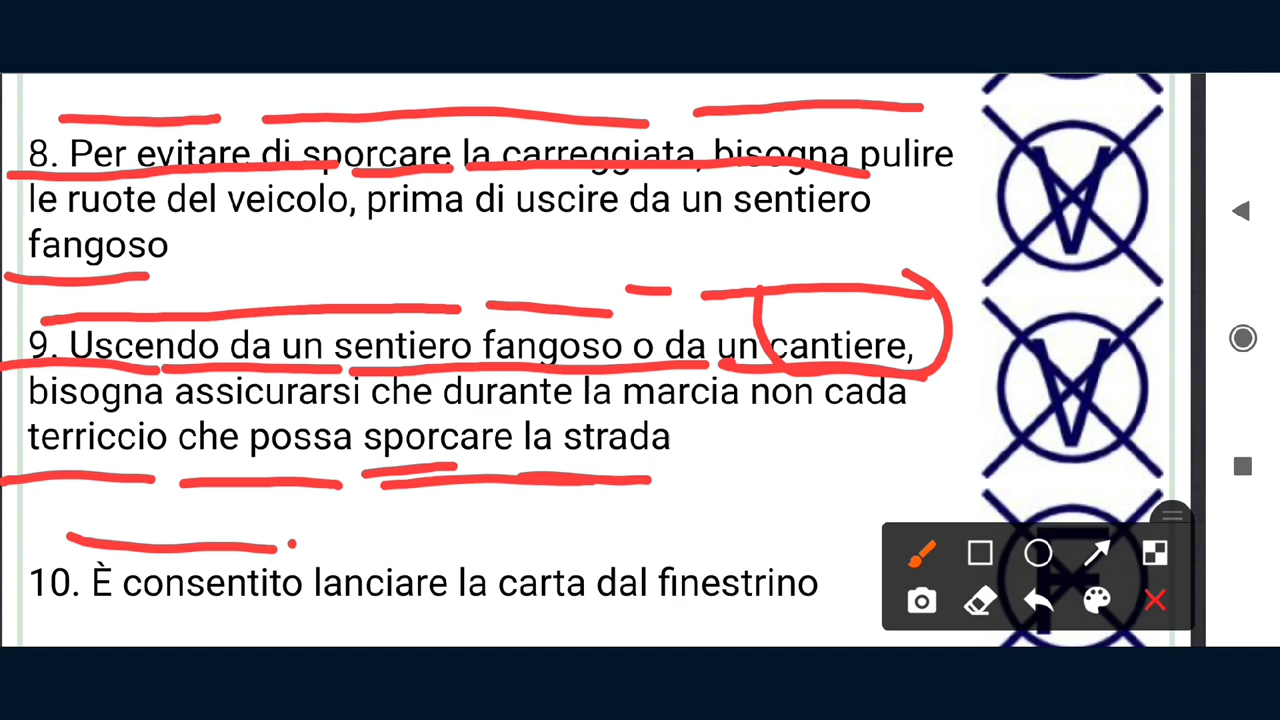 8. Per evitare di sporcare la carreggiata, bisogna pulire
le ruote del veicolo, prima di uscire da un sentiero
fangoso
V
9. Uscendo da un sentiero fangoso o da un cantiere,
bisogna assicurarsi che durante la marcia non cada
terriccio che possa sporcare la strada
V
10. È consentito lanciare la carta dal finestrino
F